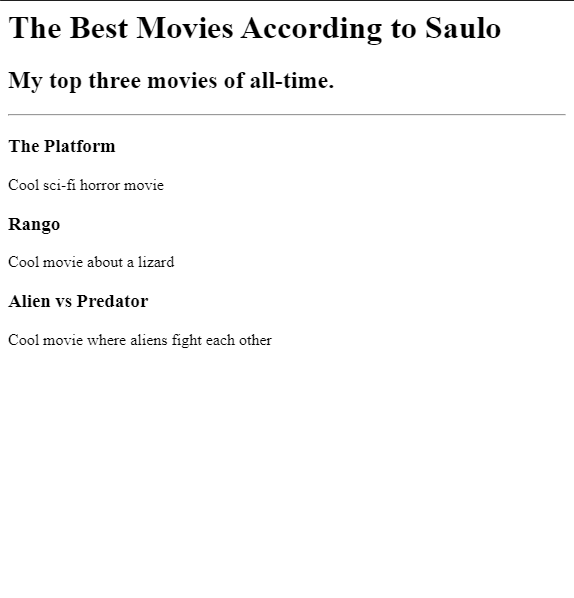 The Best Movies According to Saulo
My top three movies of all-time.
The Platform
Cool sci-fi horror movie
Rango
Cool movie about a lizard
Alien vs Predator
Cool movie where aliens fight each other